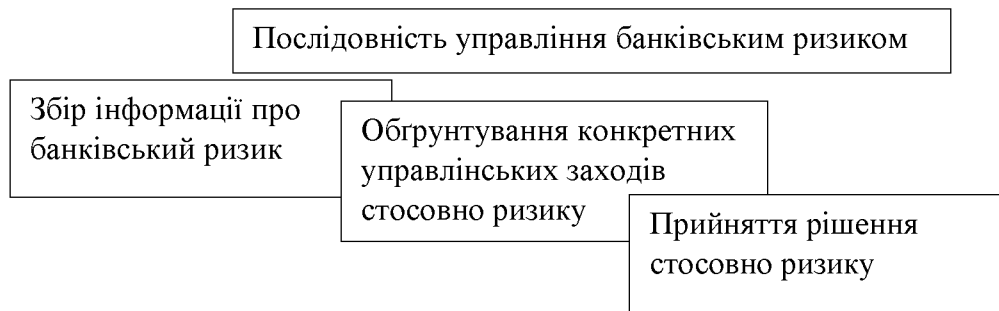 Послідовність управління банківським ризиком
Збір інформації про
банківський ризик
Обґрунтування конкретних
управлінських заходів
стосовно ризику
Прийняття рішення
стосовно ризику